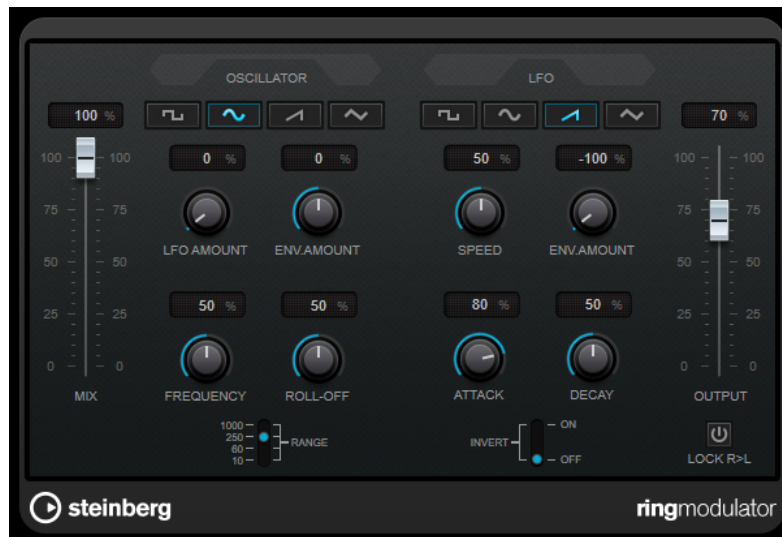 OSCILLATOR
LFO
100 %
70 %
0 %
0 %
50 %
-100 %
100
100
75
75
50
50
25
25
0
0
MIX
LFO AMOUNT
ENV.AMOUNT
SPEED
ENV.AMOUNT
50 %
50 %
80 %
50 %
FREQUENCY
ROLL-OFF
ATTACK
DECAY
100
100
75
75
50
50
25
25
0
0
OUTPUT
1000
250
60
10
RANGE
INVERT
ON
OFF
LOCK R>L
steinberg
ringmodulator